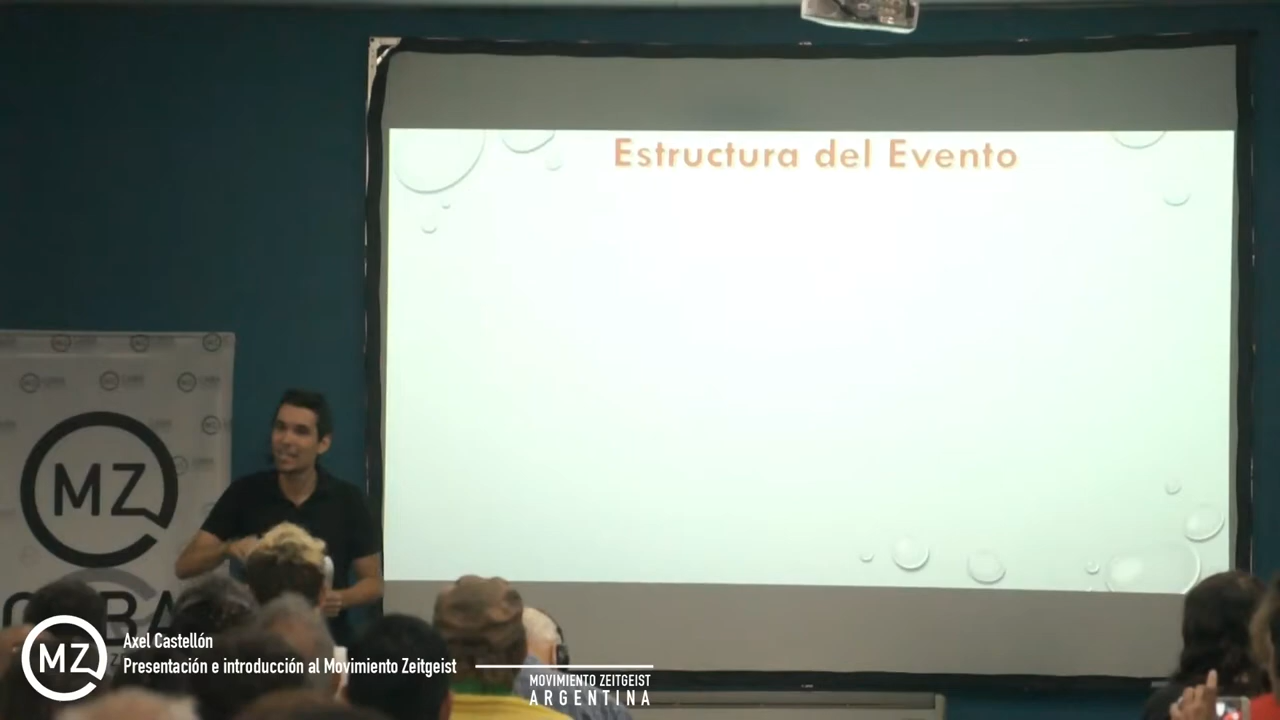 Estructura del Evento
MZ
MZ
Axel Castellón
Presentación e introducción al Movimiento Zeitgeist
MOVIMIENTO ZEITGEIST
ARGENTINA